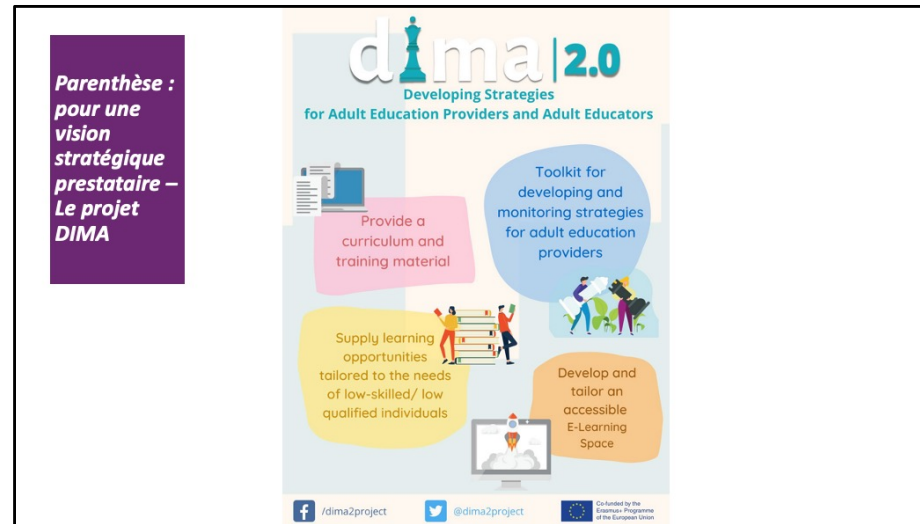 Parenthèse :
pour une
vision
stratégique
prestataire –
Le projet
DIMA
dima|2.0
Developing Strategies
for Adult Education Providers and Adult Educators
Provide a
curriculum and
training material
Toolkit for
developing and
monitoring strategies
for adult education
providers
Supply learning
opportunities
tailored to the needs
of low-skilled/ low
qualified individuals
Develop and
tailor an
accessible
E-Learning
Space
/dima2project
@dima2project
Co-funded by the
Erasmus+ Programme
of the European Union